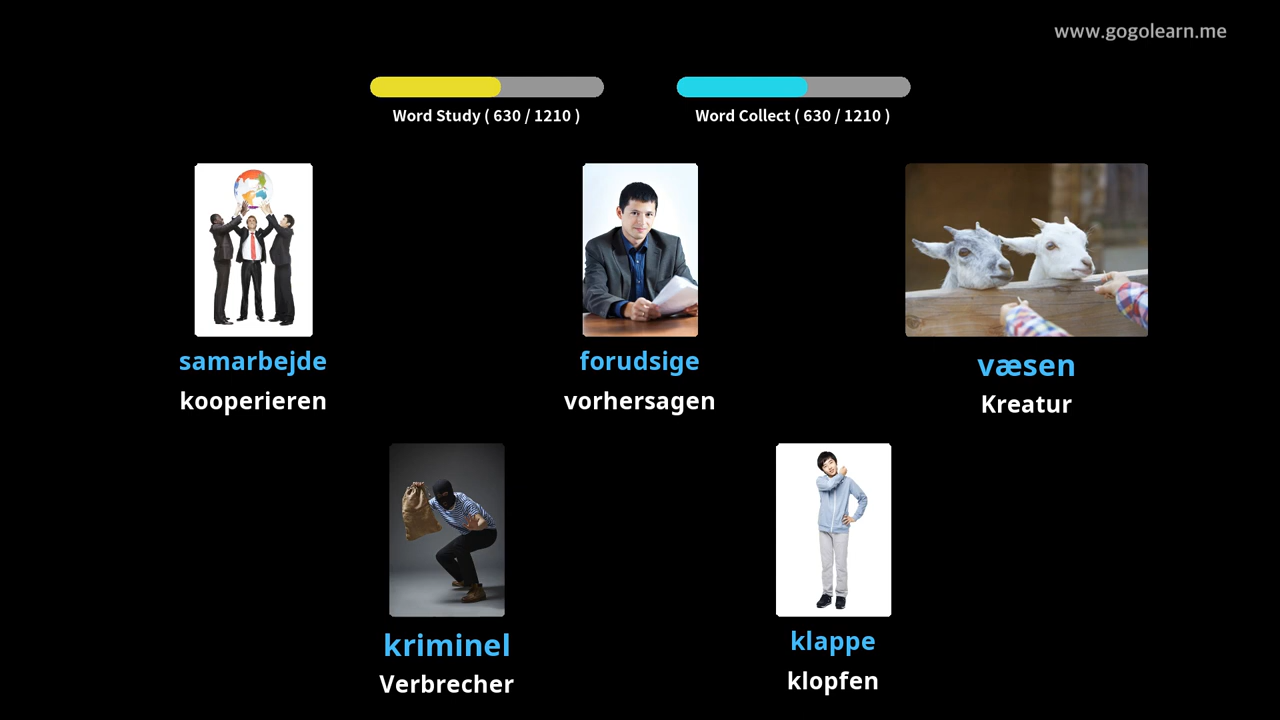 www.gogolearn.me
Word Study ( 630 / 1210 )
Word Collect ( 630 / 1210 )
samarbejde
kooperieren
forudsige
vorhersagen
væsen
Kreatur
kriminel
Verbrecher
klappe
klopfen